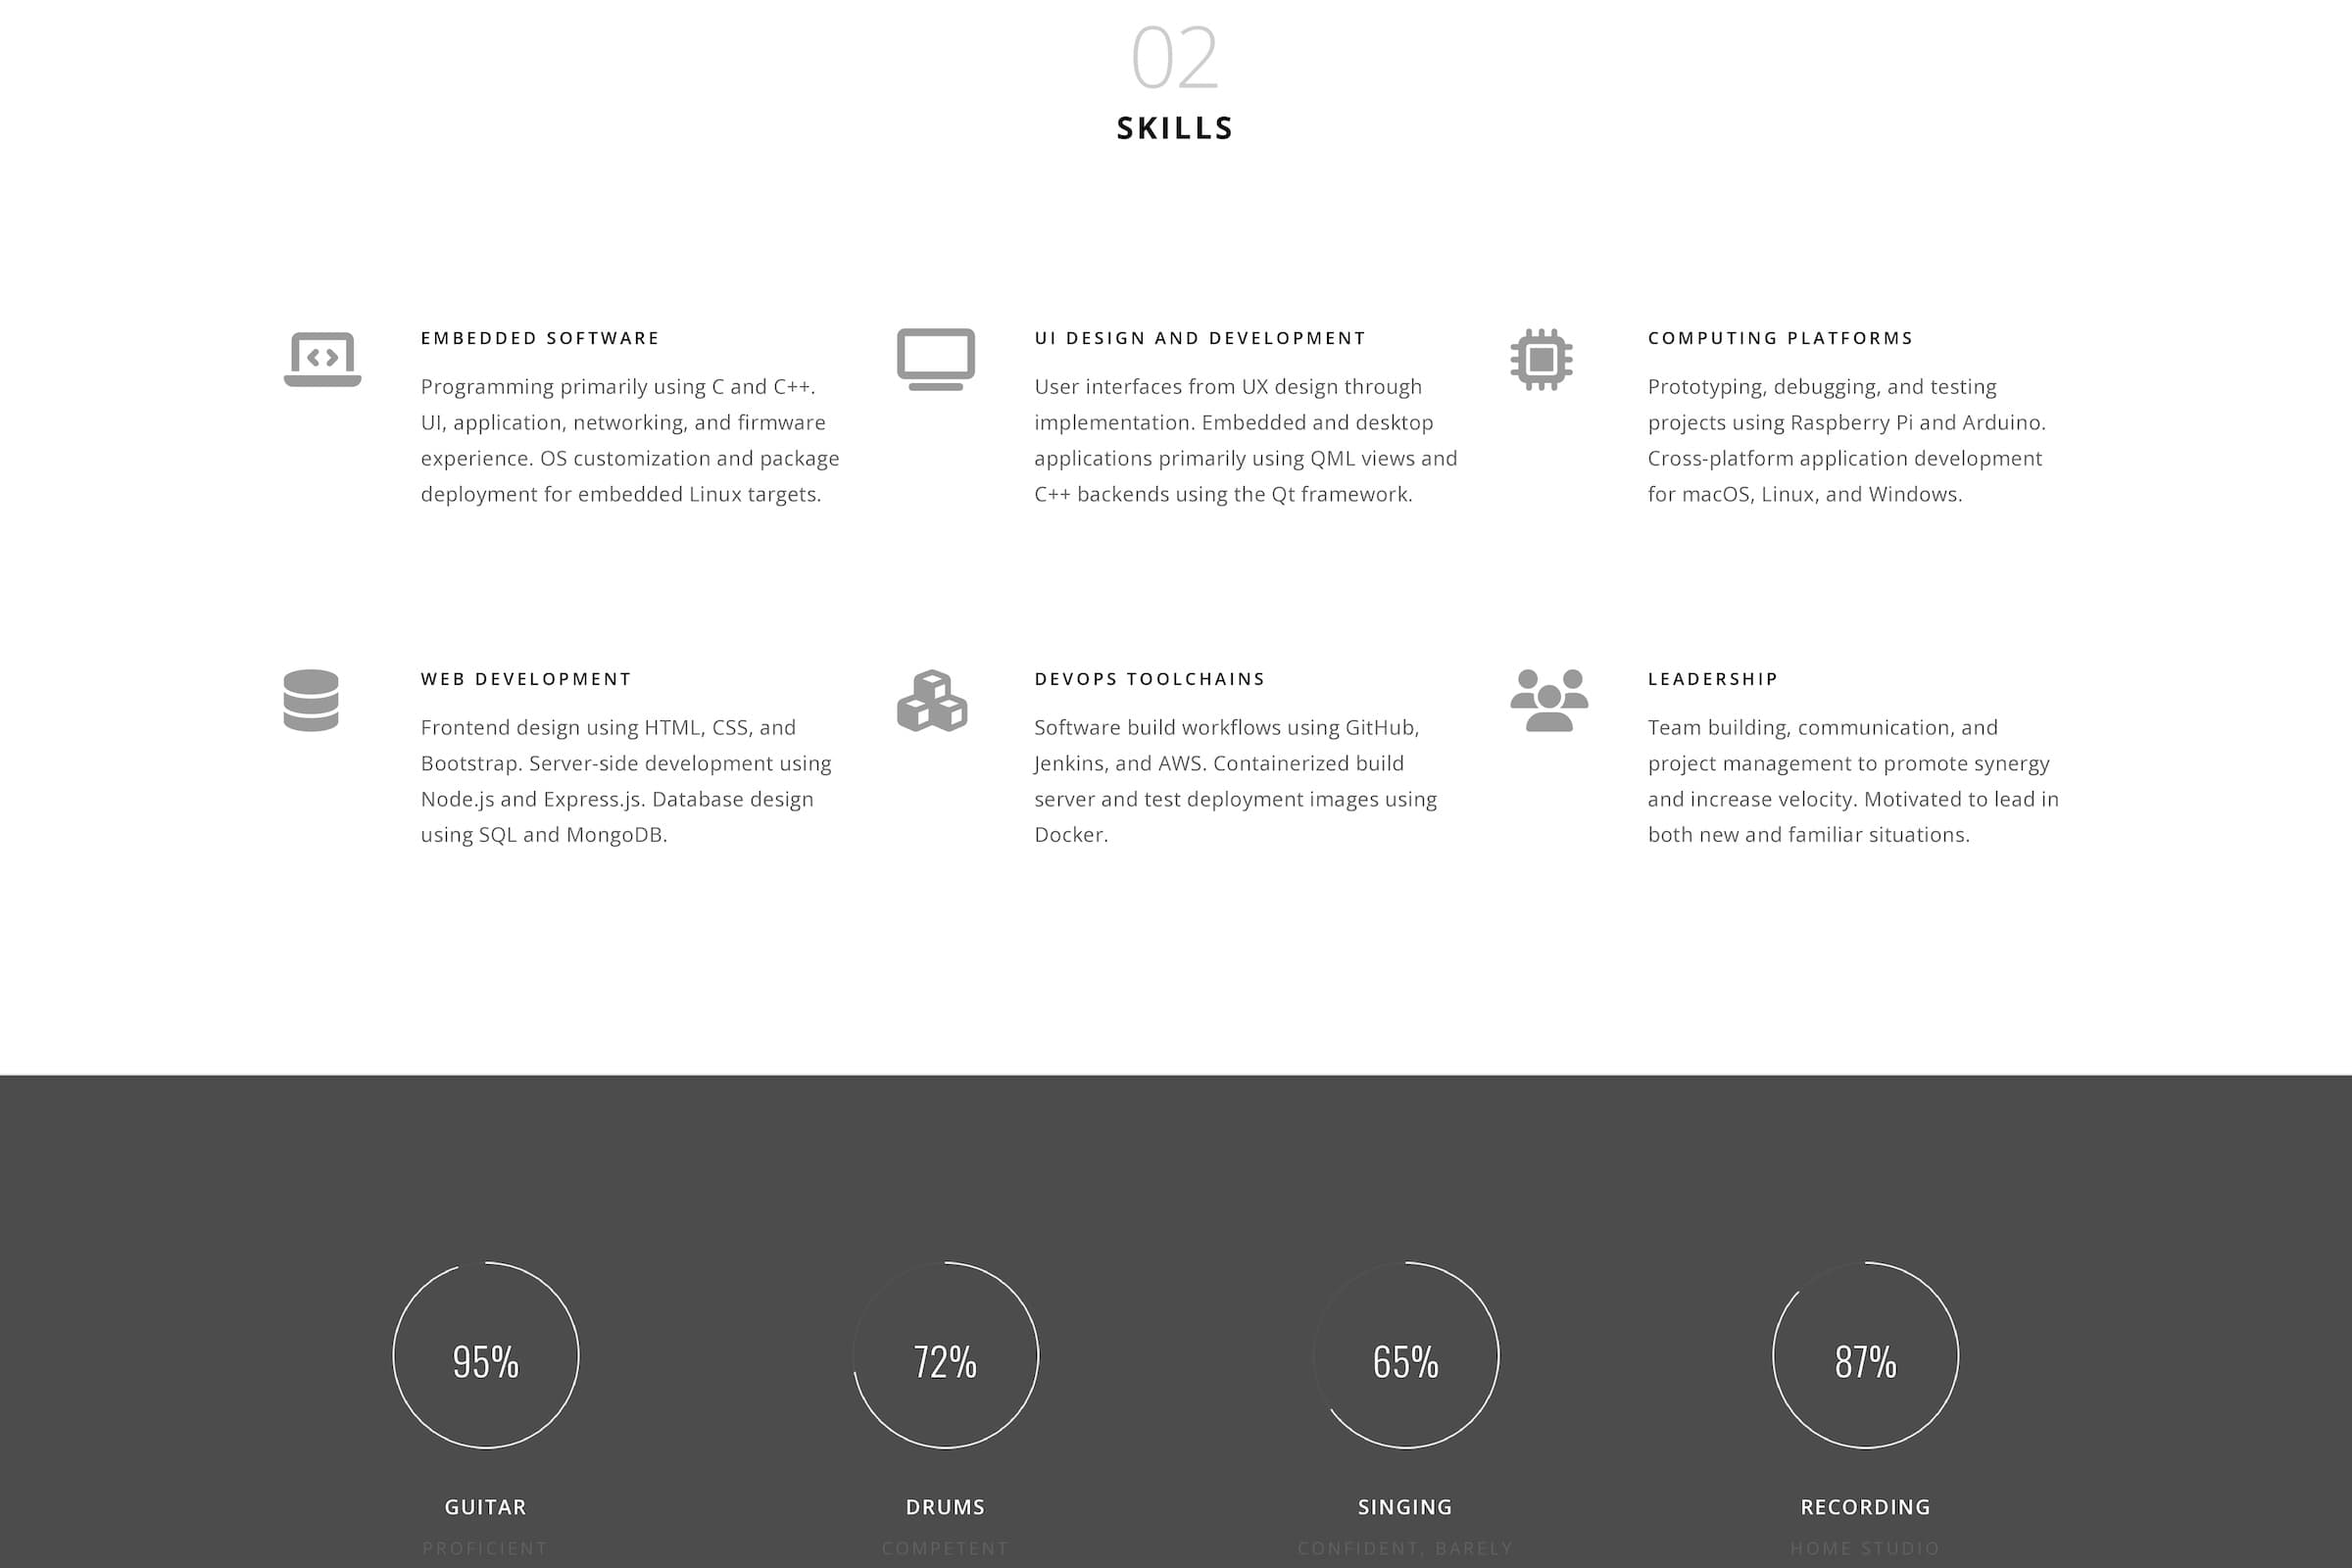 02
SKILLS
EMBEDDED SOFTWARE
Programming primarily using C and C++.
UI, application, networking, and firmware
experience. OS customization and package
deployment for embedded Linux targets.
UI DESIGN AND DEVELOPMENT
User interfaces from UX design through
implementation. Embedded and desktop
applications primarily using QML views and
C++ backends using the Qt framework.
COMPUTING PLATFORMS
Prototyping, debugging, and testing
projects using Raspberry Pi and Arduino.
Cross-platform application development
for macOS, Linux, and Windows.
WEB DEVELOPMENT
Frontend design using HTML, CSS, and
Bootstrap. Server-side development using
Node.js and Express.js. Database design
using SQL and MongoDB.
DEVOPS TOOLCHAINS
Software build workflows using GitHub,
Jenkins, and AWS. Containerized build
server and test deployment images using
Docker.
LEADERSHIP
Team building, communication, and
project management to promote synergy
and increase velocity. Motivated to lead in
both new and familiar situations.
95%
GUITAR
PROFICIENT
72%
DRUMS
COMPETENT
65%
SINGING
CONFIDENT, BARELY
87%
RECORDING
HOME STUDIO